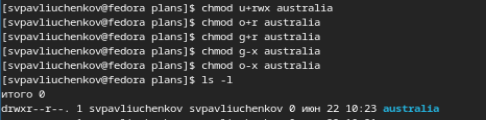 [svpavliuchenkov@fedora plans]$ chmod u+rwx australia
[svpavliuchenkov@fedora plans]$ chmod o+r australia
[svpavliuchenkov@fedora plans]$ chmod g+r australia
[svpavliuchenkov@fedora plans]$ chmod g-x australia
[svpavliuchenkov@fedora plans]$ chmod o-x australia
[svpavliuchenkov@fedora plans]$ ls -l
итого 0
drwxr--r--. 1 svpavliuchenkov svpavliuchenkov 0 июн 22 10:23 australia